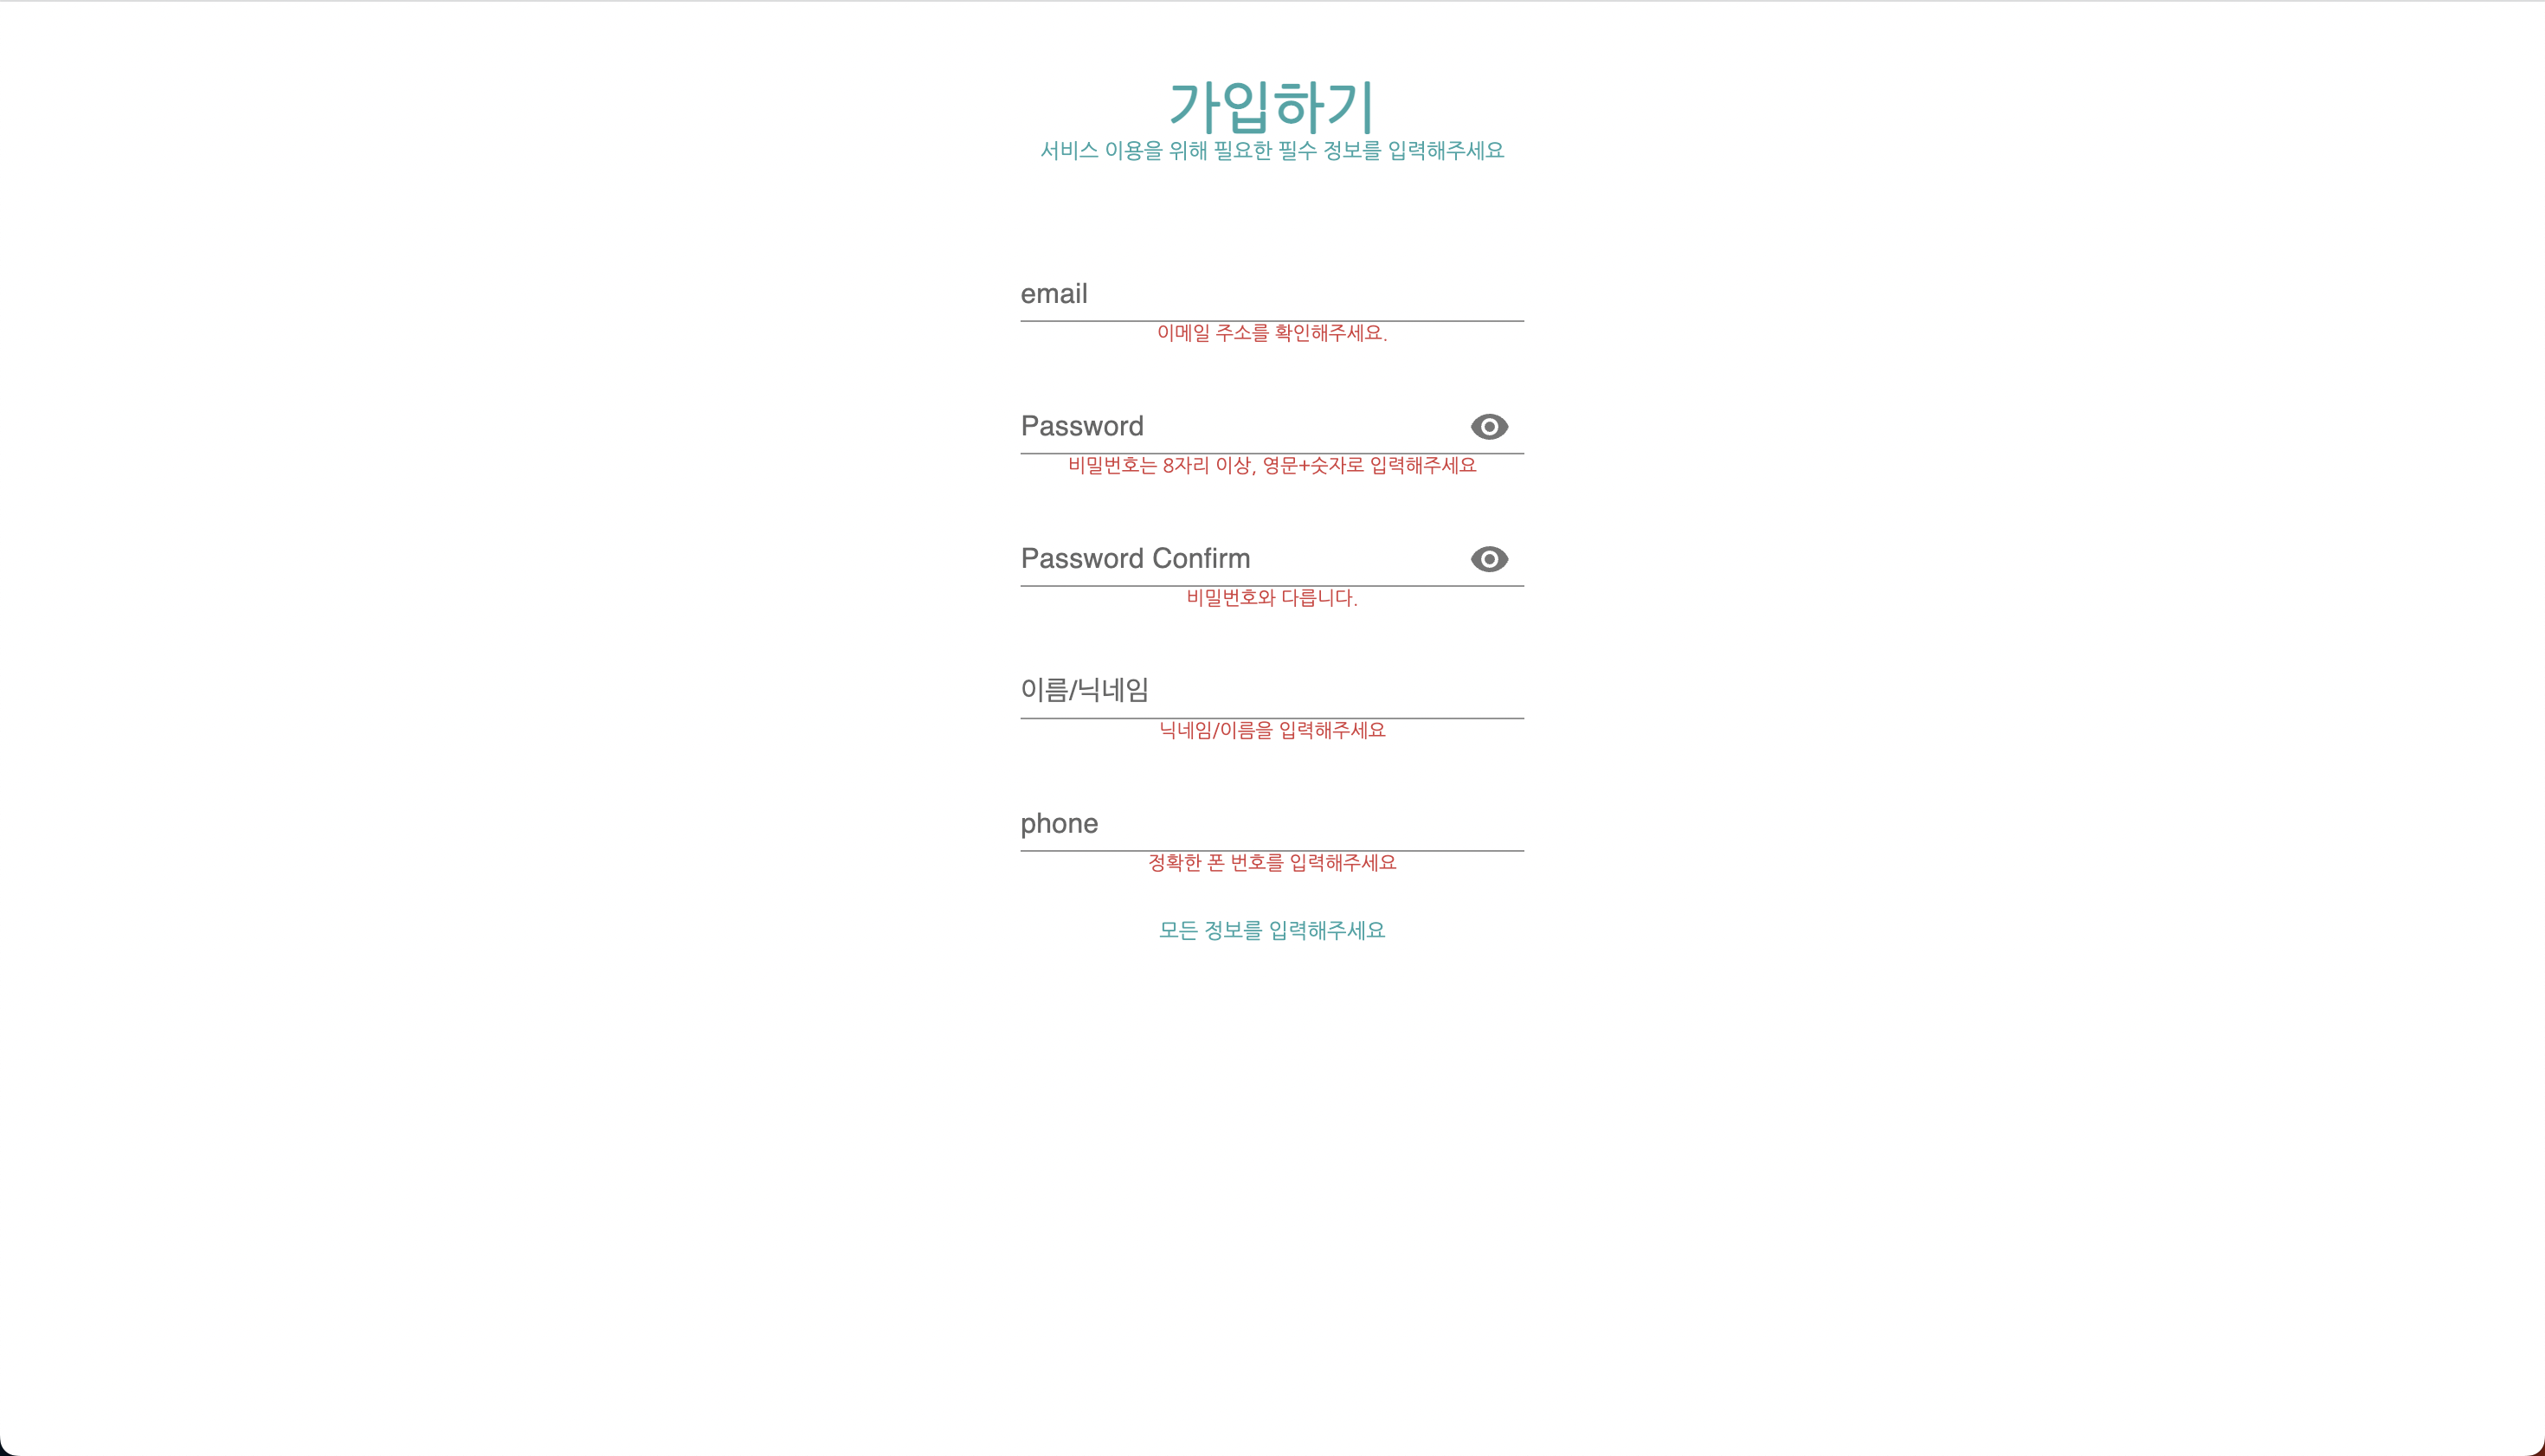 가입하기
서비스 이용을 위해 필요한 필수 정보를 입력해주세요
email
이메일 주소를 확인해주세요.
Password
비밀번호는 8자리 이상, 영문+숫자로 입력해주세요
Password Confirm
비밀번호와 다릅니다.
이름/닉네임
닉네임/이름을 입력해주세요
phone
정확한 폰 번호를 입력해주세요
모든 정보를 입력해주세요